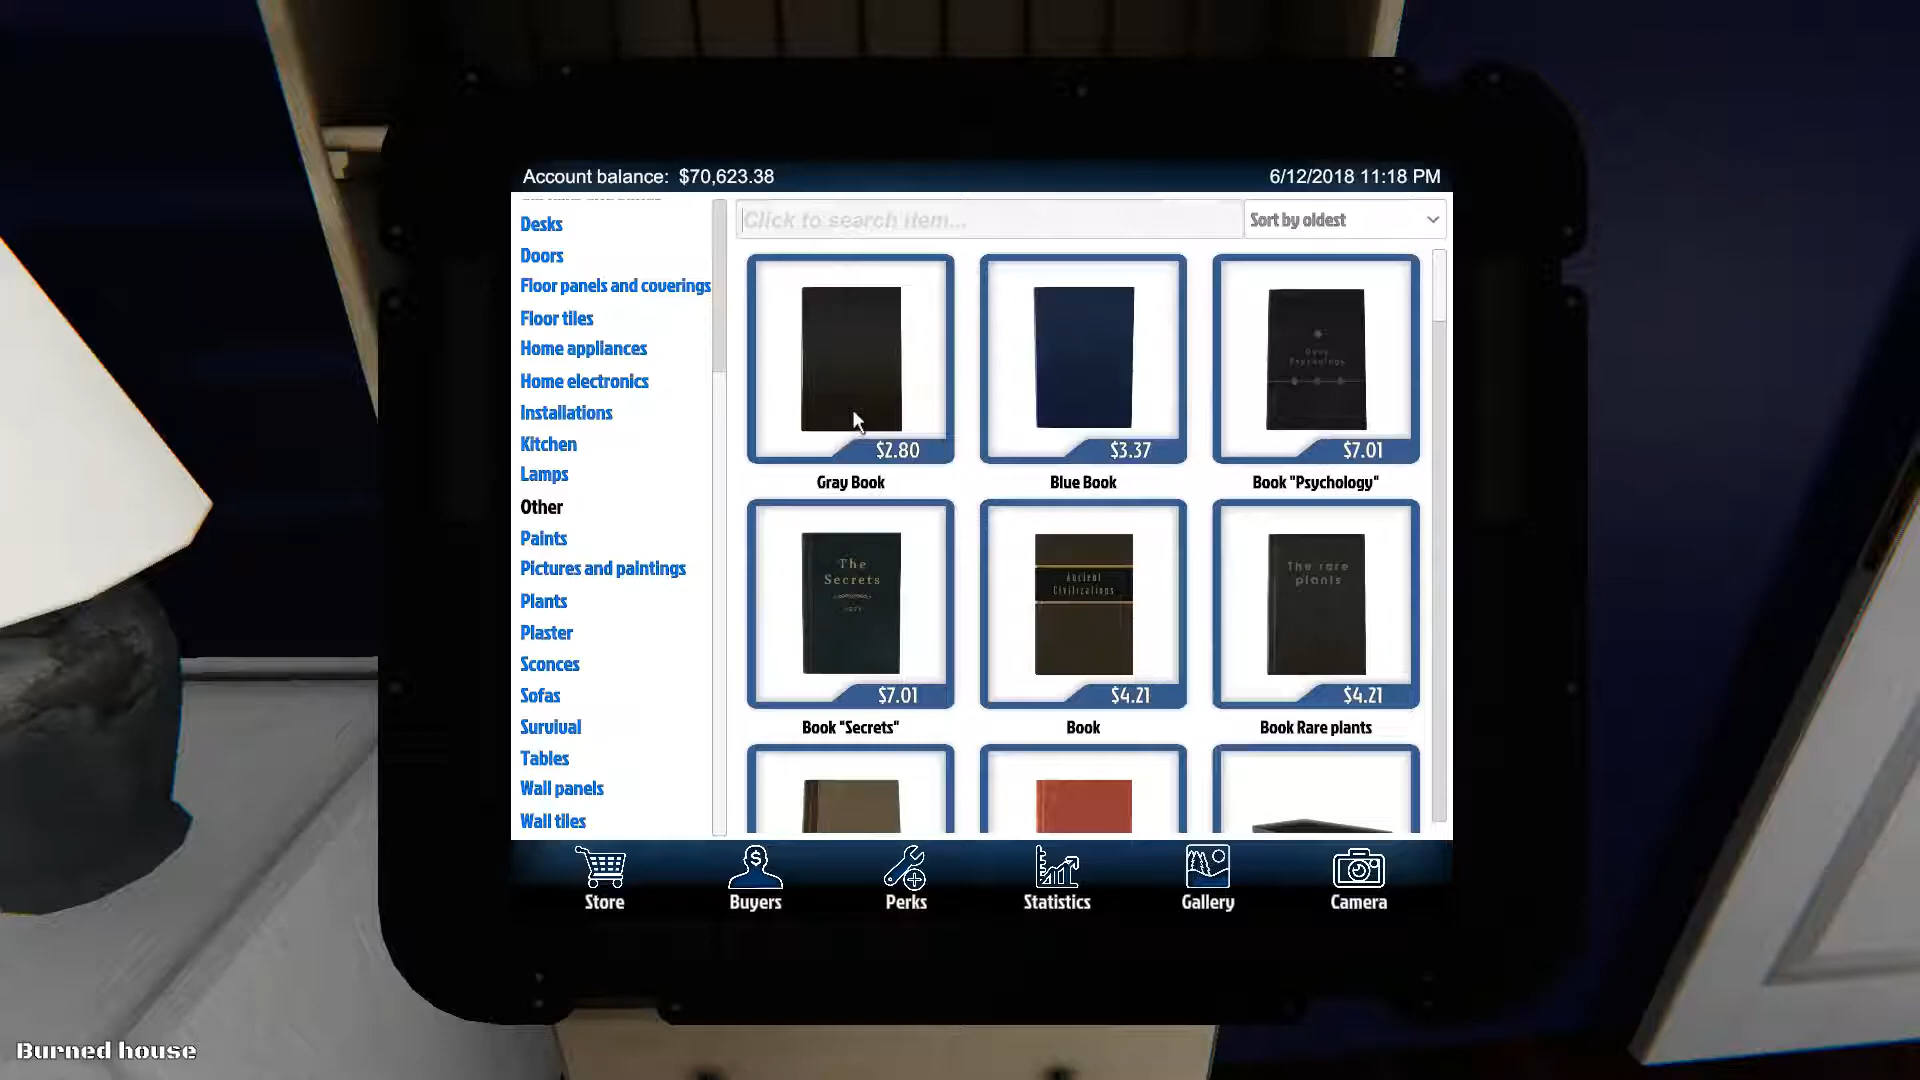 Account balance: $70,623.38
6/12/2018 11:18 PM
Desks
Doors
Floor panels and coverings
Floor tiles
Home appliances
Home electronics
Installations
Kitchen
Lamps
Other
Paints
Pictures and paintings
Plants
Plaster
Sconces
Sofas
Survival
Tables
Wall panels
Wall tiles
Click to search item...
Sort by oldest
$2.80
$3.37
Psychology
$7.01
Gray Book
Blue Book
Book "Psychology"
The
Secrets
$7.01
Ancient
Civilizations
$4.21
The rare
plants
$4.21
Book "Secrets"
Book
Book Rare plants
Store
Buyers
Perks
Statistics
Gallery
Camera
Burned house